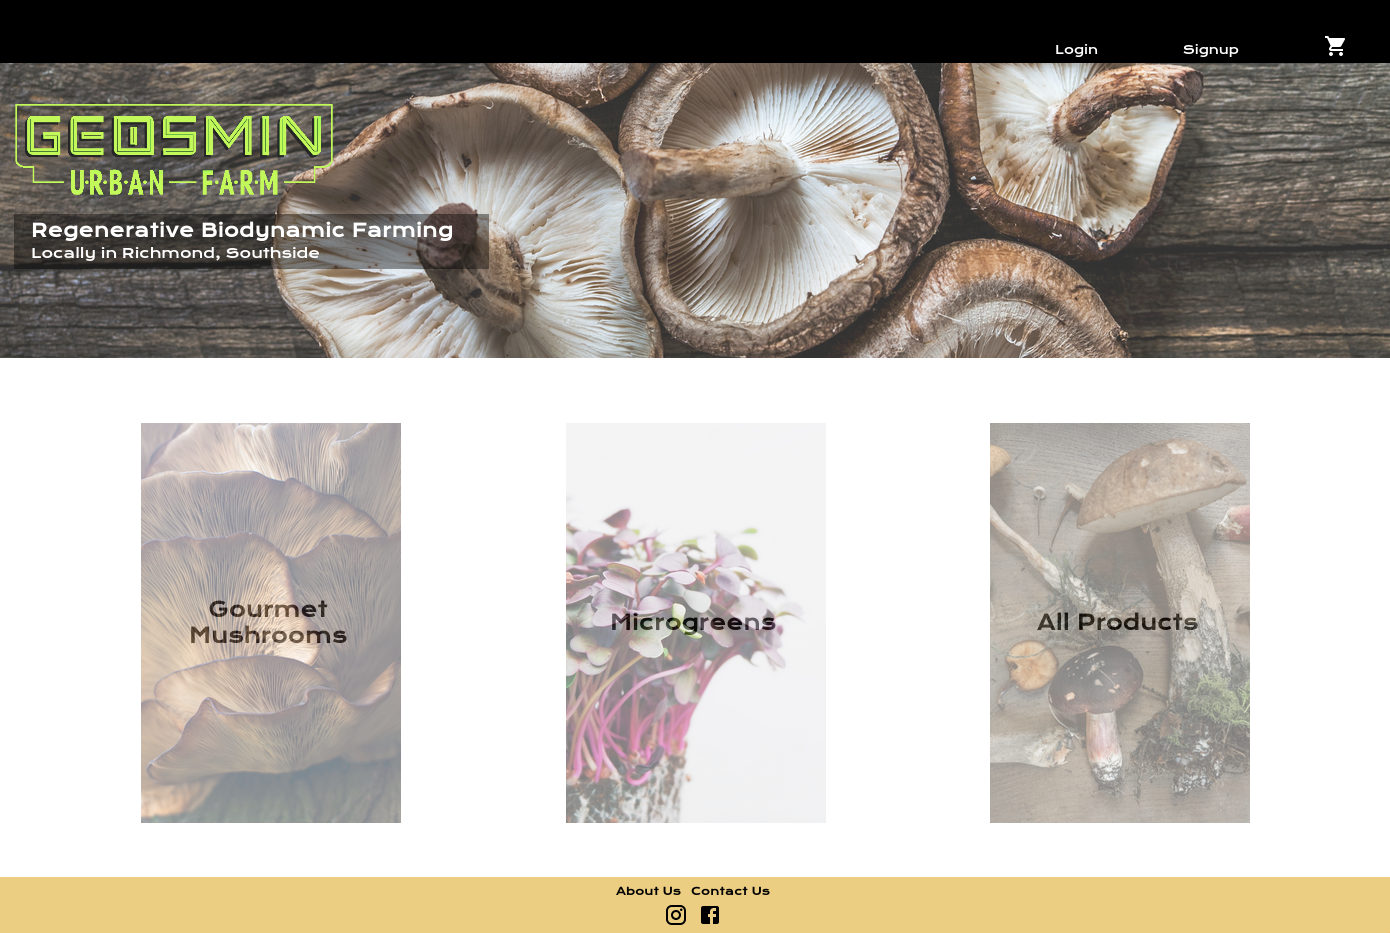 Login
Signup
GEOSMIN
URBAN FARM
Regenerative Biodynamic Farming
Locally in Richmond, Southside
Gourmet
Mushrooms
Microgreens
All Products
About Us Contact Us